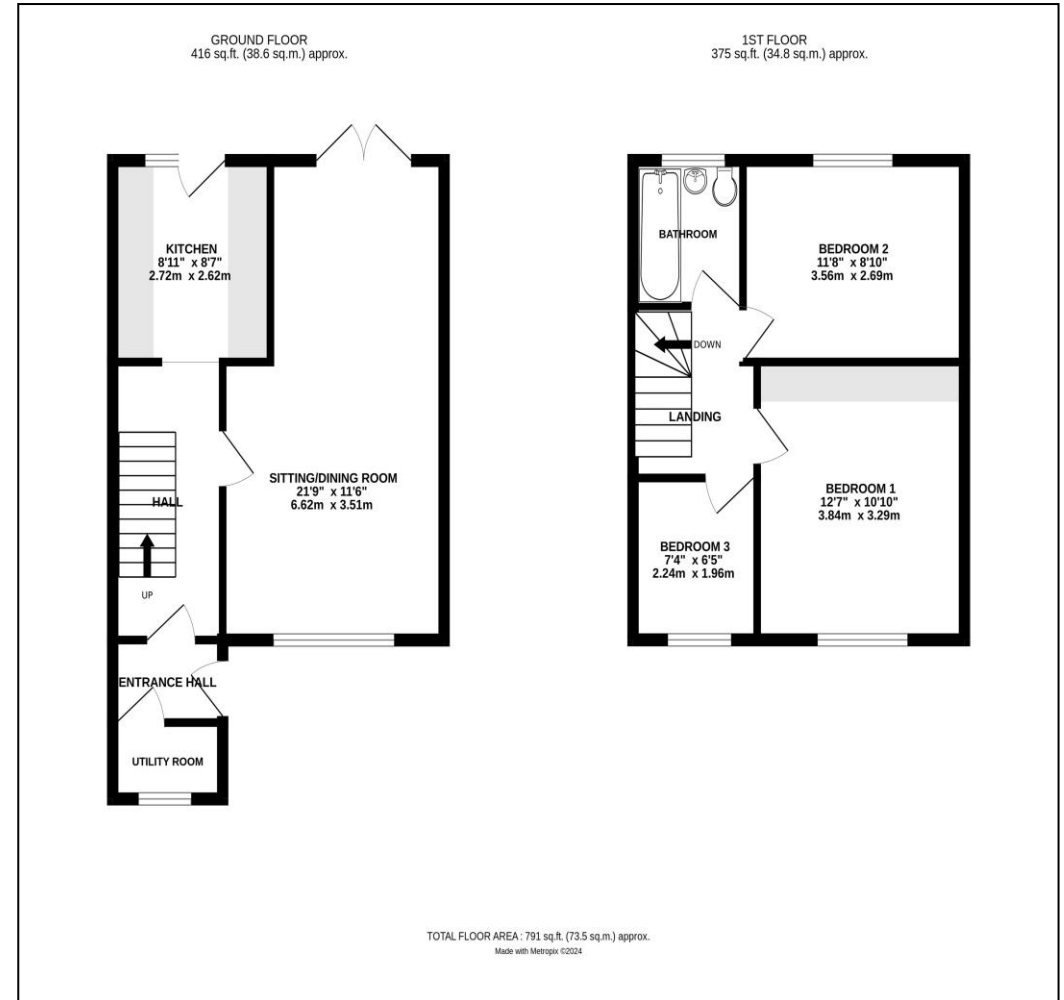 GROUND FLOOR
416 sq.ft. (38.6 sq.m.) approx.
1ST FLOOR
375 sq.ft. (34.8 sq.m.) approx.
KITCHEN
8'11" x 8'7"
2.72m x 2.62m
HALL
UP
SITTING/DINING ROOM
21'9" x 11'6"
6.62m x 3.51m
ENTRANCE HALL
UTILITY ROOM
BATHROOM
BEDROOM 2
11'8" x 8'10"
3.56m x 2.69m
DOWN
LANDING
BEDROOM 1
12'7" x 10'10"
3.84m x 3.29m
BEDROOM 3
7'4" x 6'5"
2.24m x 1.96m
TOTAL FLOOR AREA : 791 sq.ft. (73.5 sq.m.) approx.
Made with Metropix ©2024